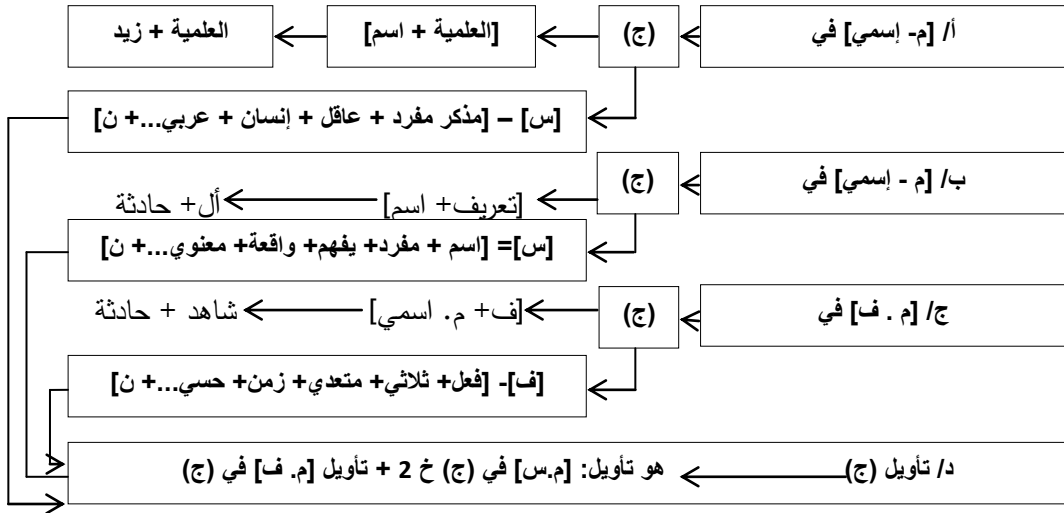 أ/ [م- إسمي] في (ج) [العلمية + اسم] العلمية + زيد
[س] – [مذكر مفرد + عاقل + إنسان + عربي...+ ن]
ب/ [م - إسمي] في (ج) [تعريف+ اسم] أل+ حادثة
[س]= [اسم + مفرد+ يفهم+ واقعة+ معنوي...+ ن]
ج/ [م . ف] في (ج) [ف+ م. اسمي] شاهد + حادثة
[ف]- [فعل+ ثلاثي+ متعدي+ زمن+ حسي...+ ن]
د/ تأويل (ج) هو تأويل: [م.س] في (ج) خ 2 + تأويل [م. ف] في (ج)